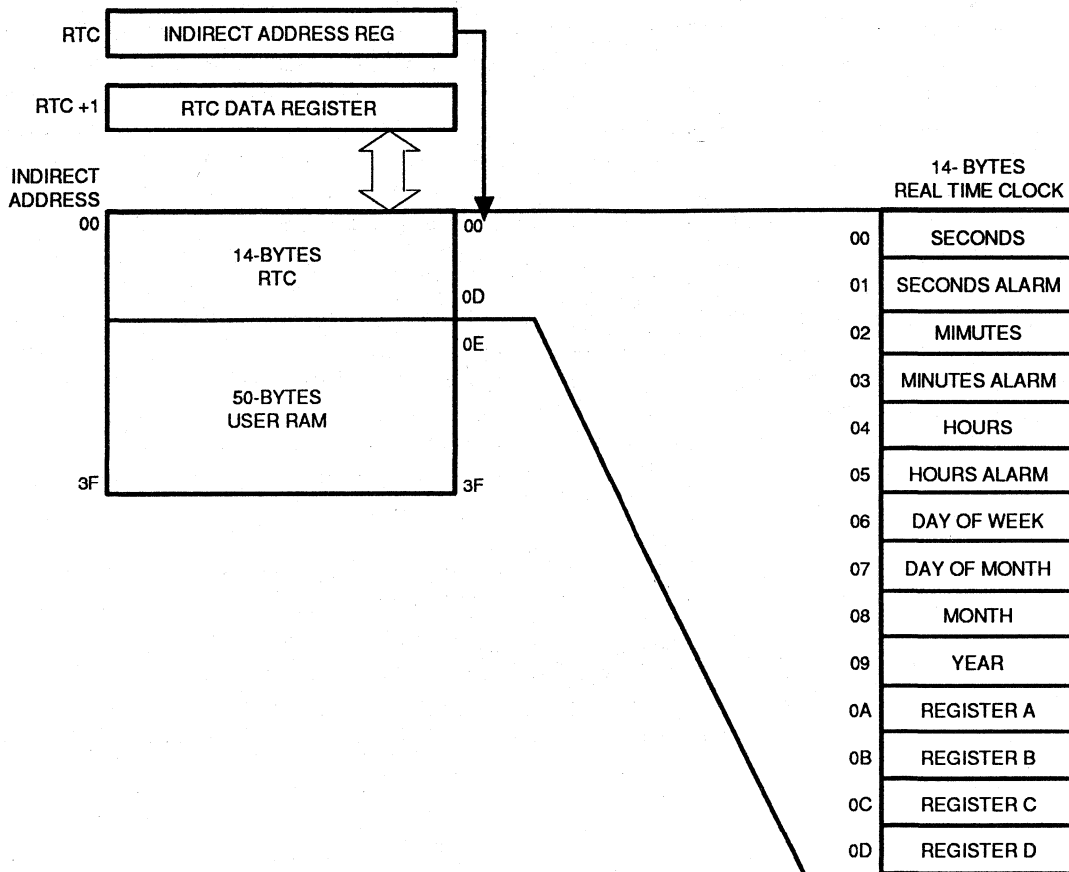 RTC
INDIRECT ADDRESS REG
RTC +1
RTC DATA REGISTER
INDIRECT
ADDRESS
00
00
14-BYTES
RTC
0D
0E
50-BYTES
USER RAM
3F
3F
14- BYTES
REAL TIME CLOCK
00 SECONDS
01 SECONDS ALARM
02 MIMUTES
03 MINUTES ALARM
04 HOURS
05 HOURS ALARM
06 DAY OF WEEK
07 DAY OF MONTH
08 MONTH
09 YEAR
0A REGISTER A
0B REGISTER B
0C REGISTER C
0D REGISTER D